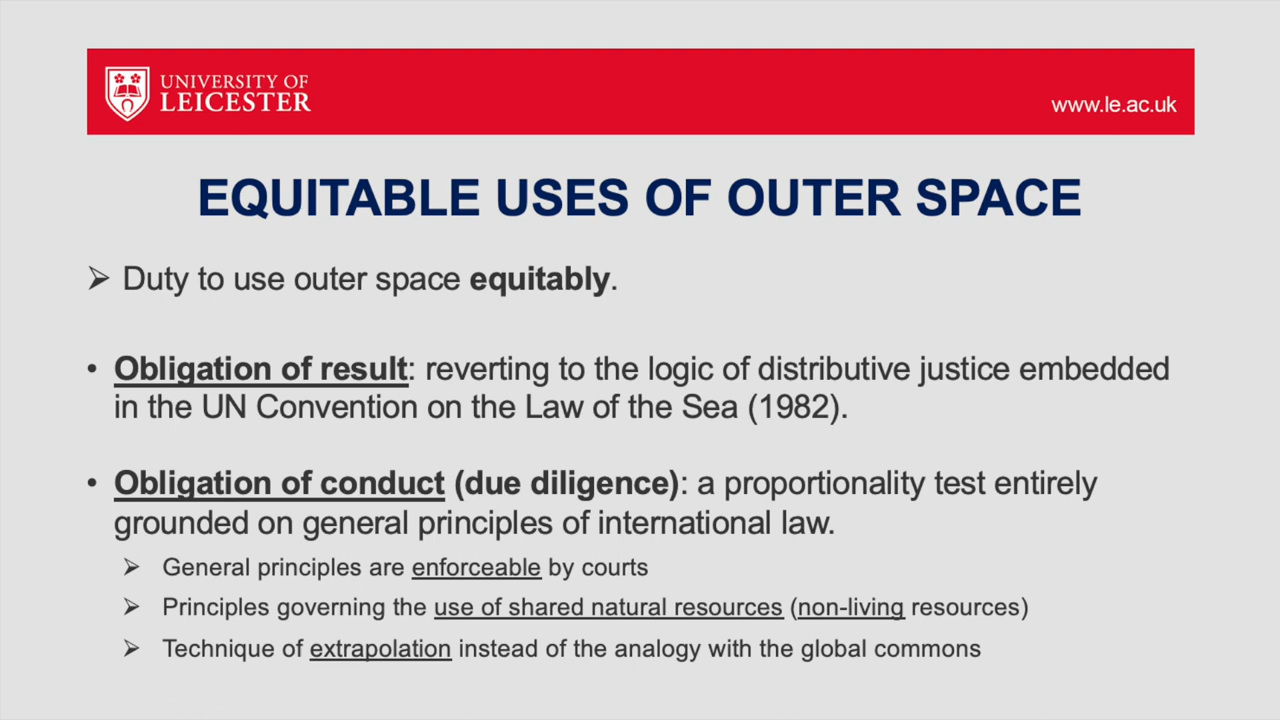 UNIVERSITY OF
LEICESTER
www.le.ac.uk
EQUITABLE USES OF OUTER SPACE
➢ Duty to use outer space equitably.
• Obligation of result: reverting to the logic of distributive justice embedded
in the UN Convention on the Law of the Sea (1982).
• Obligation of conduct (due diligence): a proportionality test entirely
grounded on general principles of international law.
➢ General principles are enforceable by courts
➢ Principles governing the use of shared natural resources (non-living resources)
➢ Technique of extrapolation instead of the analogy with the global commons